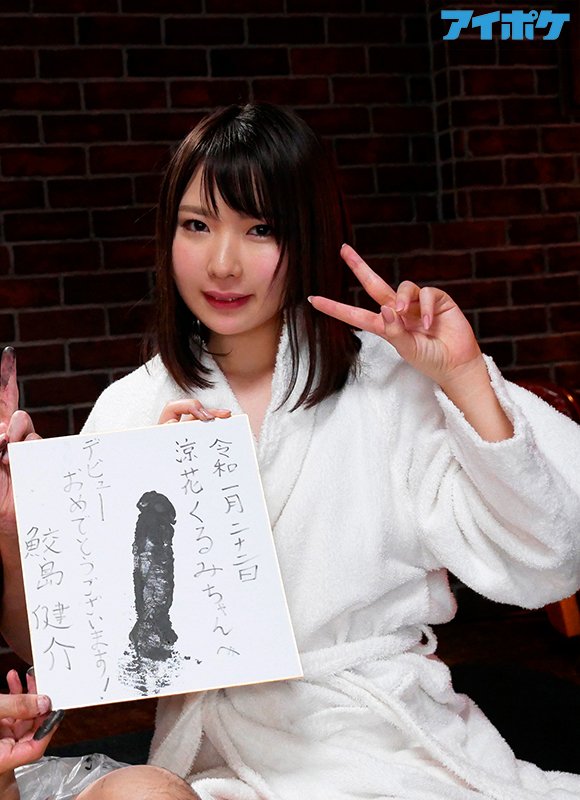 アイポケ
令和二年一月二十二日
涼花くるみちゃんへ
デビュー
おめでとうございます!
鮫島健介